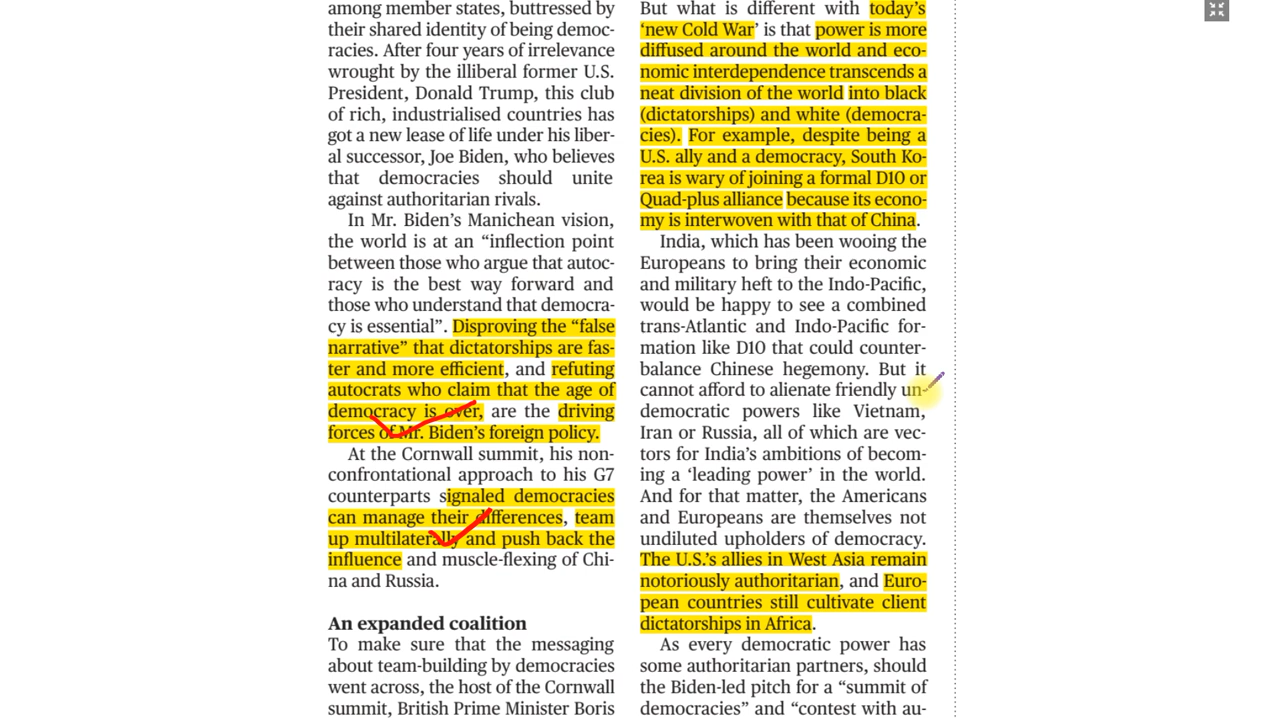 among member states, buttressed by
their shared identity of being democ-
racies. After four years of irrelevance
wrought by the illiberal former U.S.
President, Donald Trump, this club
of rich, industrialised countries has
got a new lease of life under his liber-
al successor, Joe Biden, who believes
that democracies should unite
against authoritarian rivals.
In Mr. Biden's Manichean vision,
the world is at an “inflection point
between those who argue that autoc-
racy is the best way forward and
those who understand that democra-
cy is essential”. Disproving the “false
narrative” that dictatorships are fas-
ter and more efficient, and refuting
autocrats who claim that the age of
democracy is over, are the driving
forces of Mr. Biden’s foreign policy.
At the Cornwall summit, his non-
confrontational approach to his G7
counterparts signaled democracies
can manage their differences, team
up multilaterally and push back the
influence and muscle-flexing of Chi-
na and Russia.
An expanded coalition
To make sure that the messaging
about team-building by democracies
went across, the host of the Cornwall
summit, British Prime Minister Boris
But what is different with today’s
‘new Cold War’ is that power is more
diffused around the world and eco-
nomic interdependence transcends a
neat division of the world into black
(dictatorships) and white (democra-
cies). For example, despite being a
U.S. ally and a democracy, South Ko-
rea is wary of joining a formal D10 or
Quad-plus alliance because its econo-
my is interwoven with that of China.
India, which has been wooing the
Europeans to bring their economic
and military heft to the Indo-Pacific,
would be happy to see a combined
trans-Atlantic and Indo-Pacific for-
mation like D10 that could counter-
balance Chinese hegemony. But it
cannot afford to alienate friendly un-
democratic powers like Vietnam,
Iran or Russia, all of which are vec-
tors for India’s ambitions of becom-
ing a ‘leading power’ in the world.
And for that matter, the Americans
and Europeans are themselves not
undiluted upholders of democracy.
The U.S.’s allies in West Asia remain
notoriously authoritarian, and Euro-
pean countries still cultivate client
dictatorships in Africa.
As every democratic power has
some authoritarian partners, should
the Biden-led pitch for a “summit of
democracies” and “contest with au-